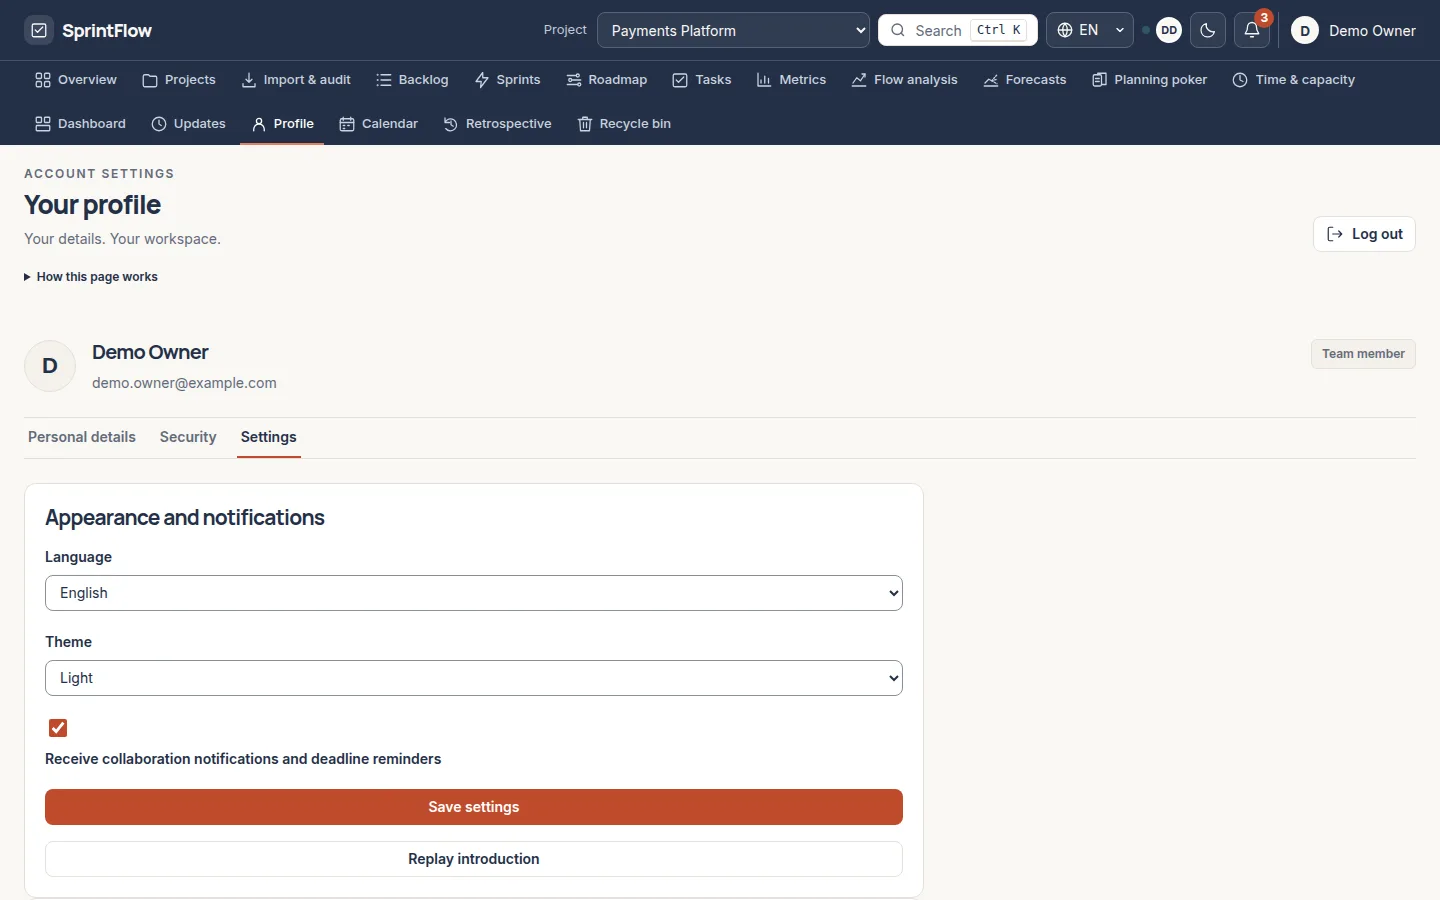 SprintFlow
Project
Payments Platform
Search
Ctrl K
EN
DD
3
D
Demo Owner
Overview
Projects
Import & audit
Backlog
Sprints
Roadmap
Tasks
Metrics
Flow analysis
Forecasts
Planning poker
Time & capacity
Dashboard
Updates
Profile
Calendar
Retrospective
Recycle bin
ACCOUNT SETTINGS
Your profile
Your details. Your workspace.
Log out
How this page works
D
Demo Owner
demo.owner@example.com
Team member
Personal details
Security
Settings
Appearance and notifications
Language
English
Theme
Light
Receive collaboration notifications and deadline reminders
Save settings
Replay introduction